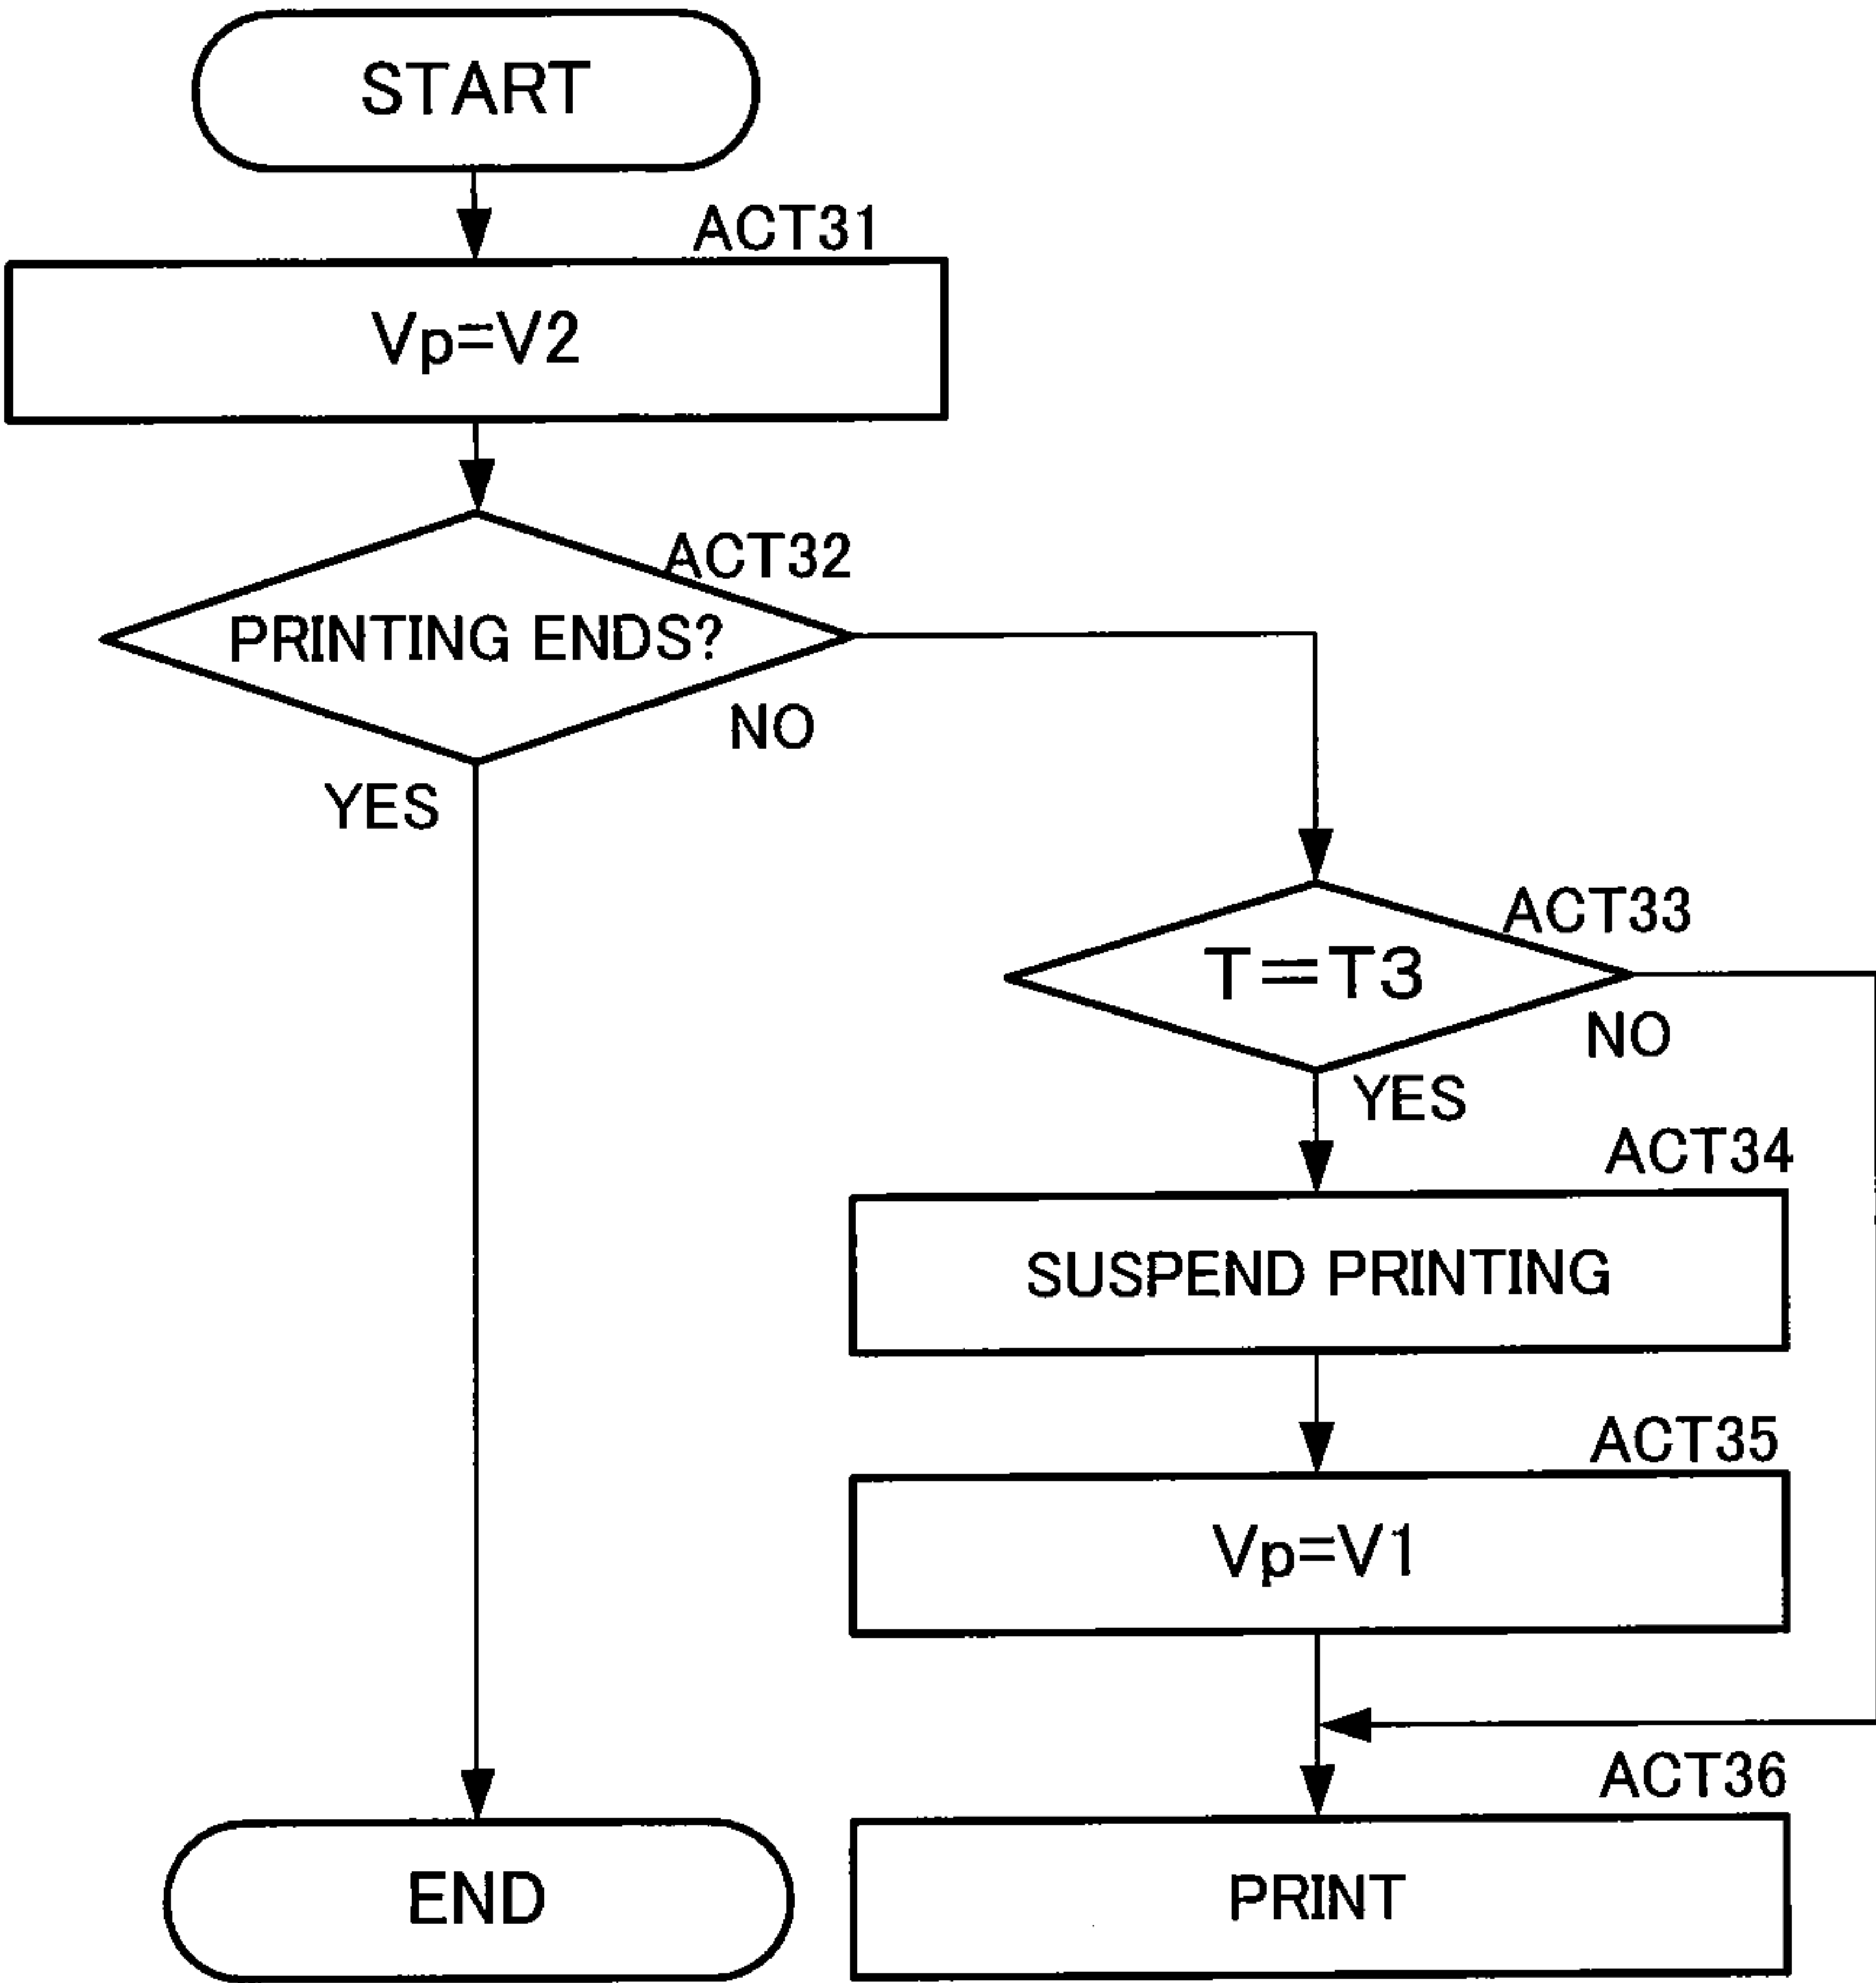 START
ACT31
Vp=V2
ACT32
PRINTING ENDS?
NO
YES
ACT33
T=T3
NO
YES
ACT34
SUSPEND PRINTING
ACT35
Vp=V1
ACT36
END
PRINT